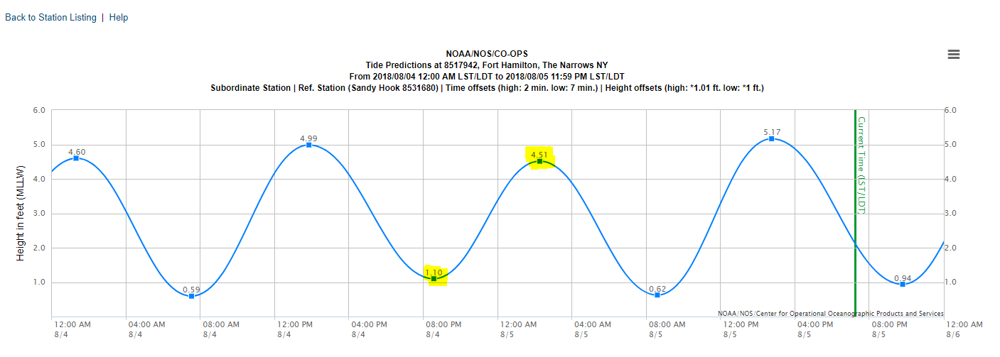 Back to Station Listing | Help
NOAA/NOS/CO-OPS
Tide Predictions at 8517942, Fort Hamilton, The Narrows NY
From 2018/08/04 12:00 AM LST/LDT to 2018/08/05 11:59 PM LST/LDT
Subordinate Station | Ref. Station (Sandy Hook 8531680) | Time offsets (high: 2 min. low: 7 min.) | Height offsets (high: *1.01 ft. low: *1 ft.)
Height in feet (MLLW)
6.0
5.0
4.0
3.0
2.0
1.0
4.60
0.59
4.99
1.10
4.51
0.62
5.17
0.94
Current Time (LST/LDT)
6.0
5.0
4.0
3.0
2.0
1.0
NOAA/NOS/Center for Operational Oceanographic Products and Services
12:00 AM 04:00 AM 08:00 AM 12:00 PM 04:00 PM 08:00 PM 12:00 AM 04:00 AM 08:00 AM 12:00 PM 04:00 PM 08:00 PM 12:00 AM
8/4 8/4 8/4 8/4 8/4 8/4 8/5 8/5 8/5 8/5 8/5 8/5 8/6